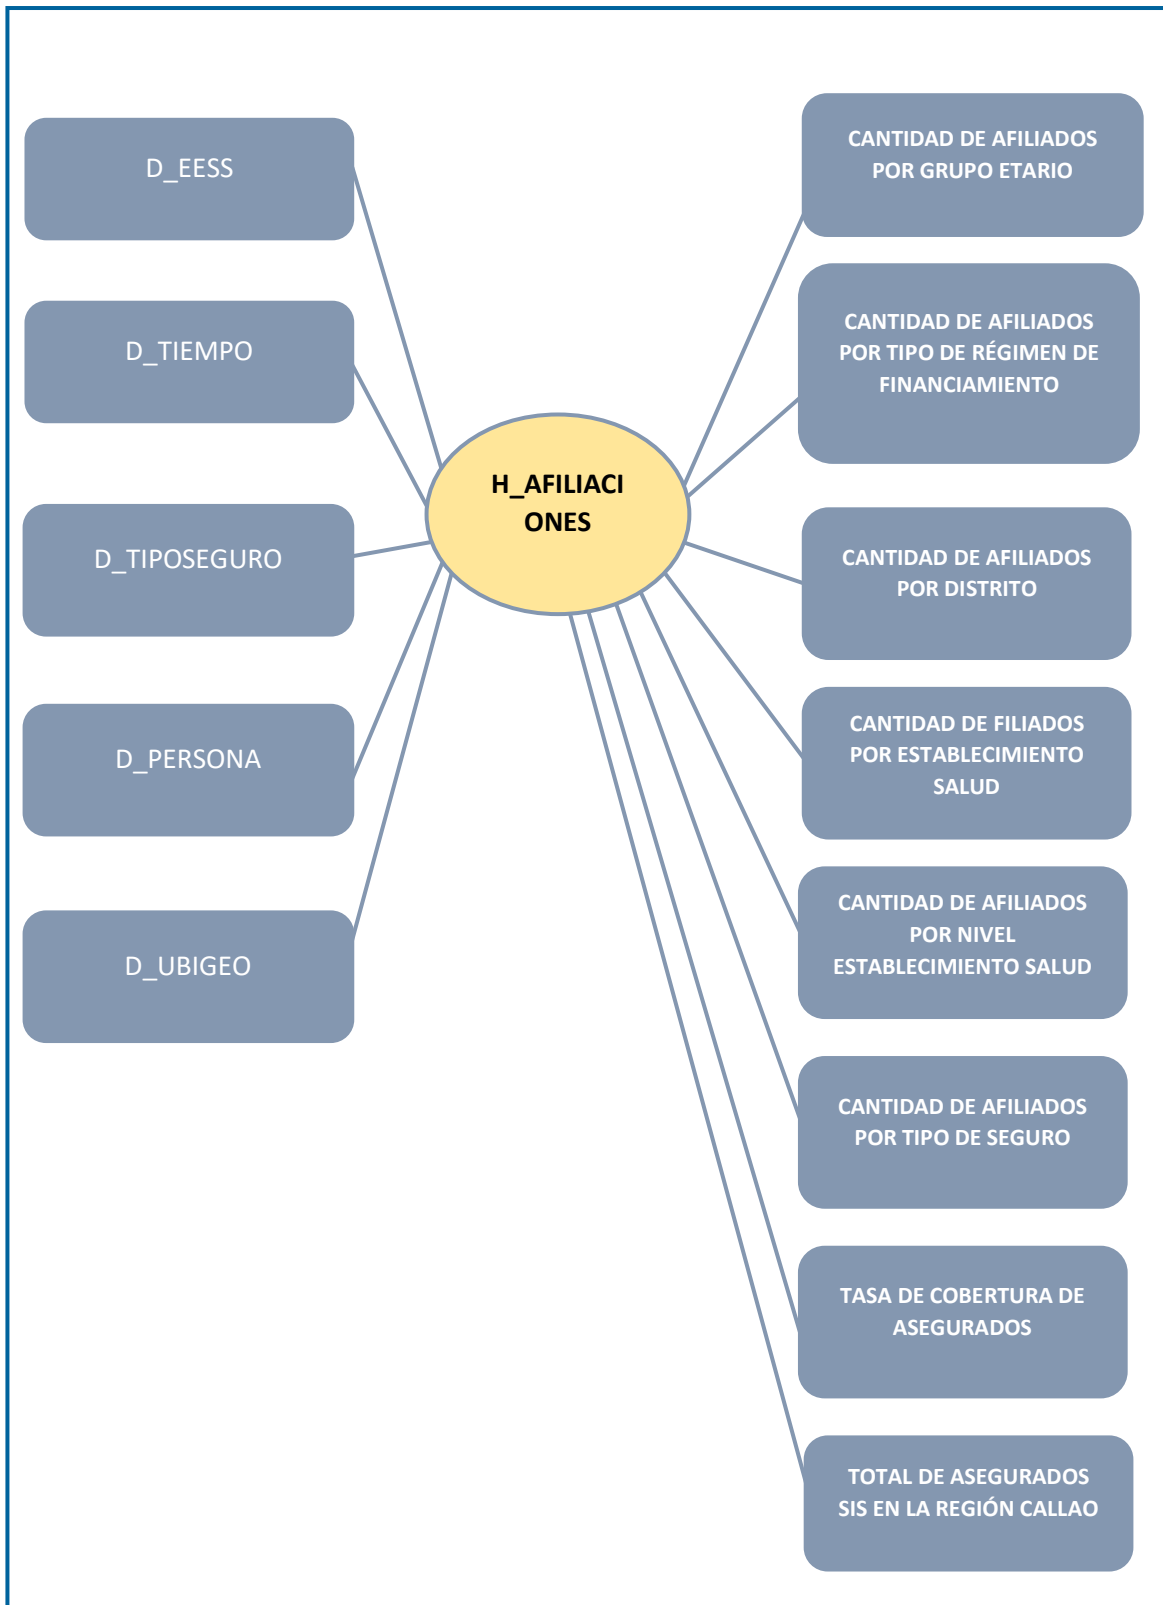 D_EESS
D_TIEMPO
D_TIPOSEGURO
D_PERSONA
D_UBIGEO
H_AFILIACI
ONES
CANTIDAD DE AFILIADOS
POR GRUPO ETARIO
CANTIDAD DE AFILIADOS
POR TIPO DE RÉGIMEN DE
FINANCIAMIENTO
CANTIDAD DE AFILIADOS
POR DISTRITO
CANTIDAD DE FILIADOS
POR ESTABLECIMIENTO
SALUD
CANTIDAD DE AFILIADOS
POR NIVEL
ESTABLECIMIENTO SALUD
CANTIDAD DE AFILIADOS
POR TIPO DE SEGURO
TASA DE COBERTURA DE
ASEGURADOS
TOTAL DE ASEGURADOS
SIS EN LA REGIÓN CALLAO